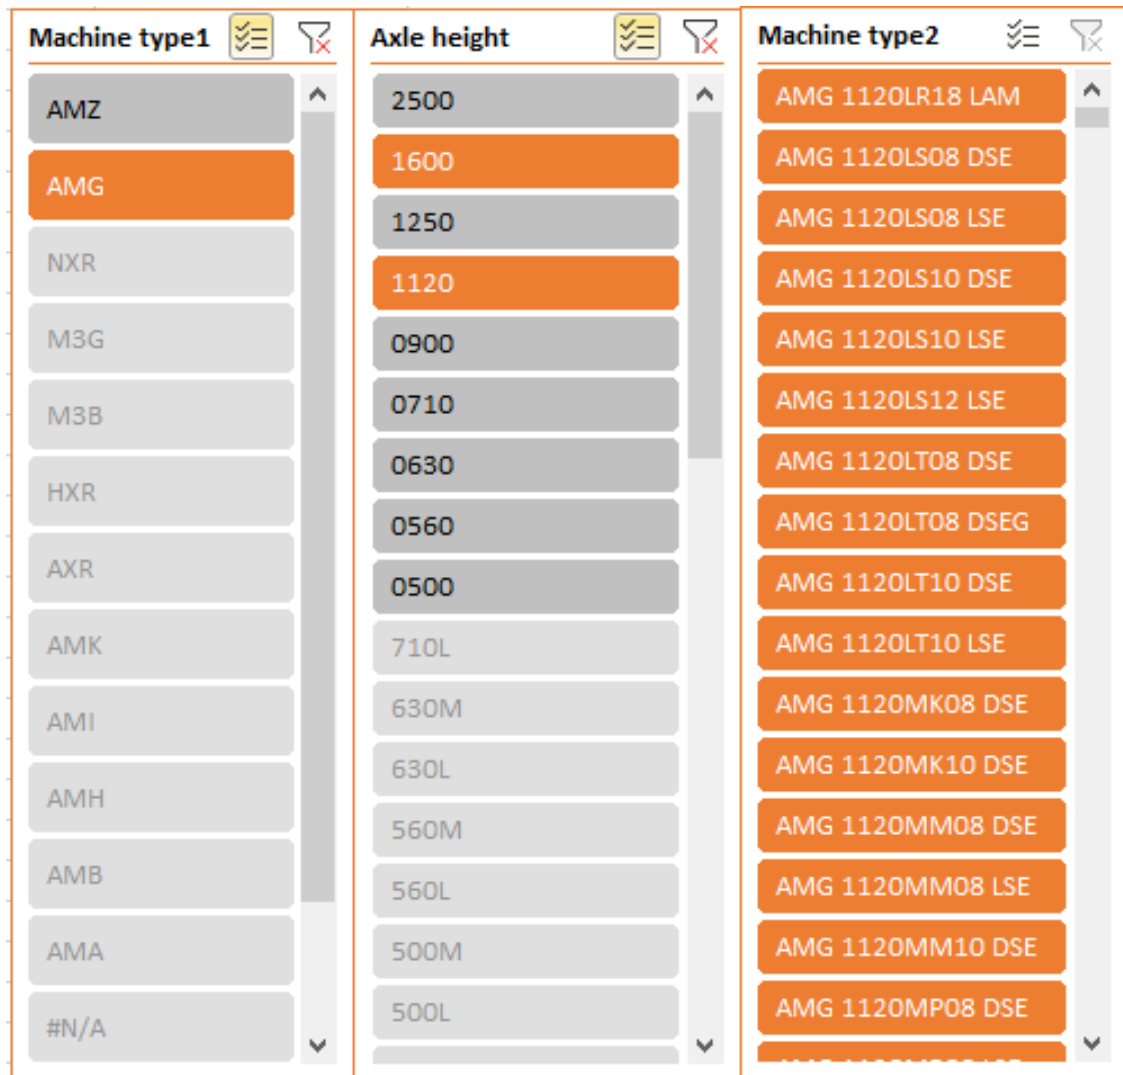 Machine type1
AMZ
AMG
NXR
M3G
M3B
HXR
AXR
AMK
AMI
AMH
AMB
AMA
#N/A
Axle height
2500
1600
1250
1120
0900
0710
0630
0560
0500
710L
630M
630L
560M
560L
500M
500L
Machine type2
AMG 1120LR18 LAM
AMG 1120LS08 DSE
AMG 1120LS08 LSE
AMG 1120LS10 DSE
AMG 1120LS10 LSE
AMG 1120LS12 LSE
AMG 1120LT08 DSE
AMG 1120LT08 DSEG
AMG 1120LT10 DSE
AMG 1120LT10 LSE
AMG 1120MK08 DSE
AMG 1120MK10 DSE
AMG 1120MM08 DSE
AMG 1120MM08 LSE
AMG 1120MM10 DSE
AMG 1120MP08 DSE